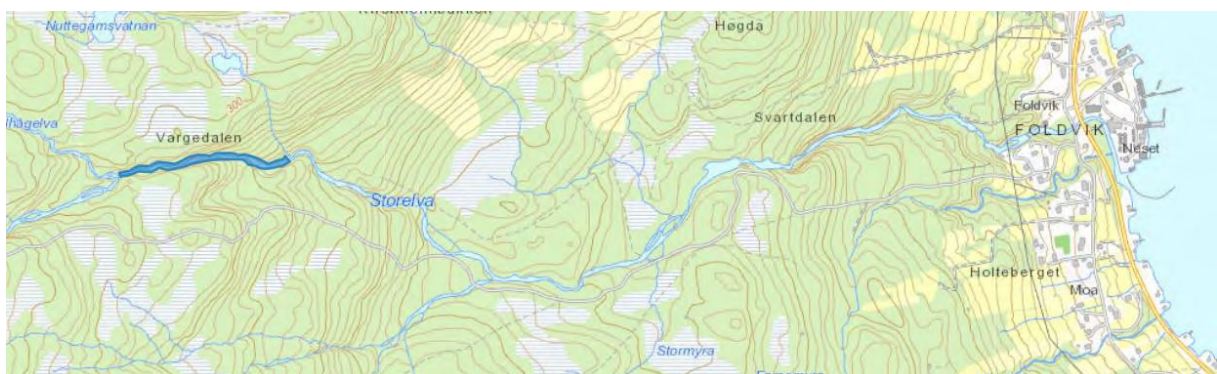 Nuttegamsvatnan
Høgda
300
Foldvik
Svartdalen
Vargedalen
FOLDVIK
Neset
Storelva
Holteberget
Moa
Stormyra